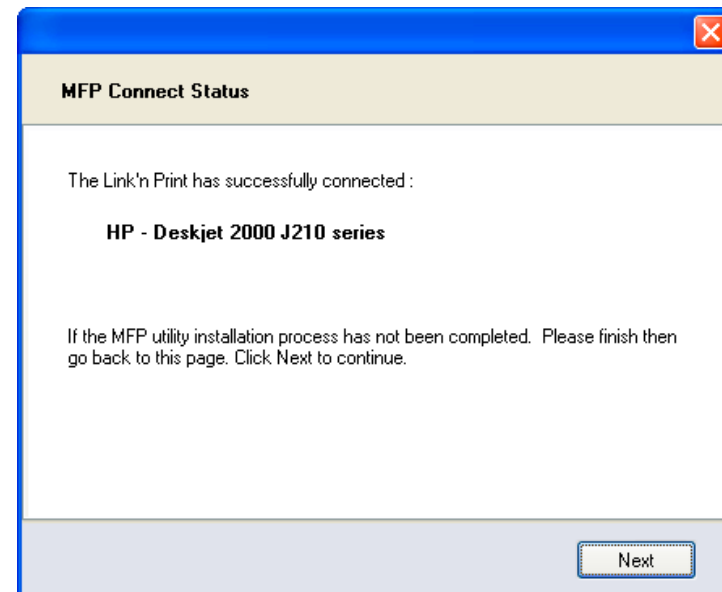 MFP Connect Status
The Link'n Print has successfully connected :
HP - Deskjet 2000 J210 series
If the MFP utility installation process has not been completed.  Please finish then
go back to this page. Click Next to continue.
Next